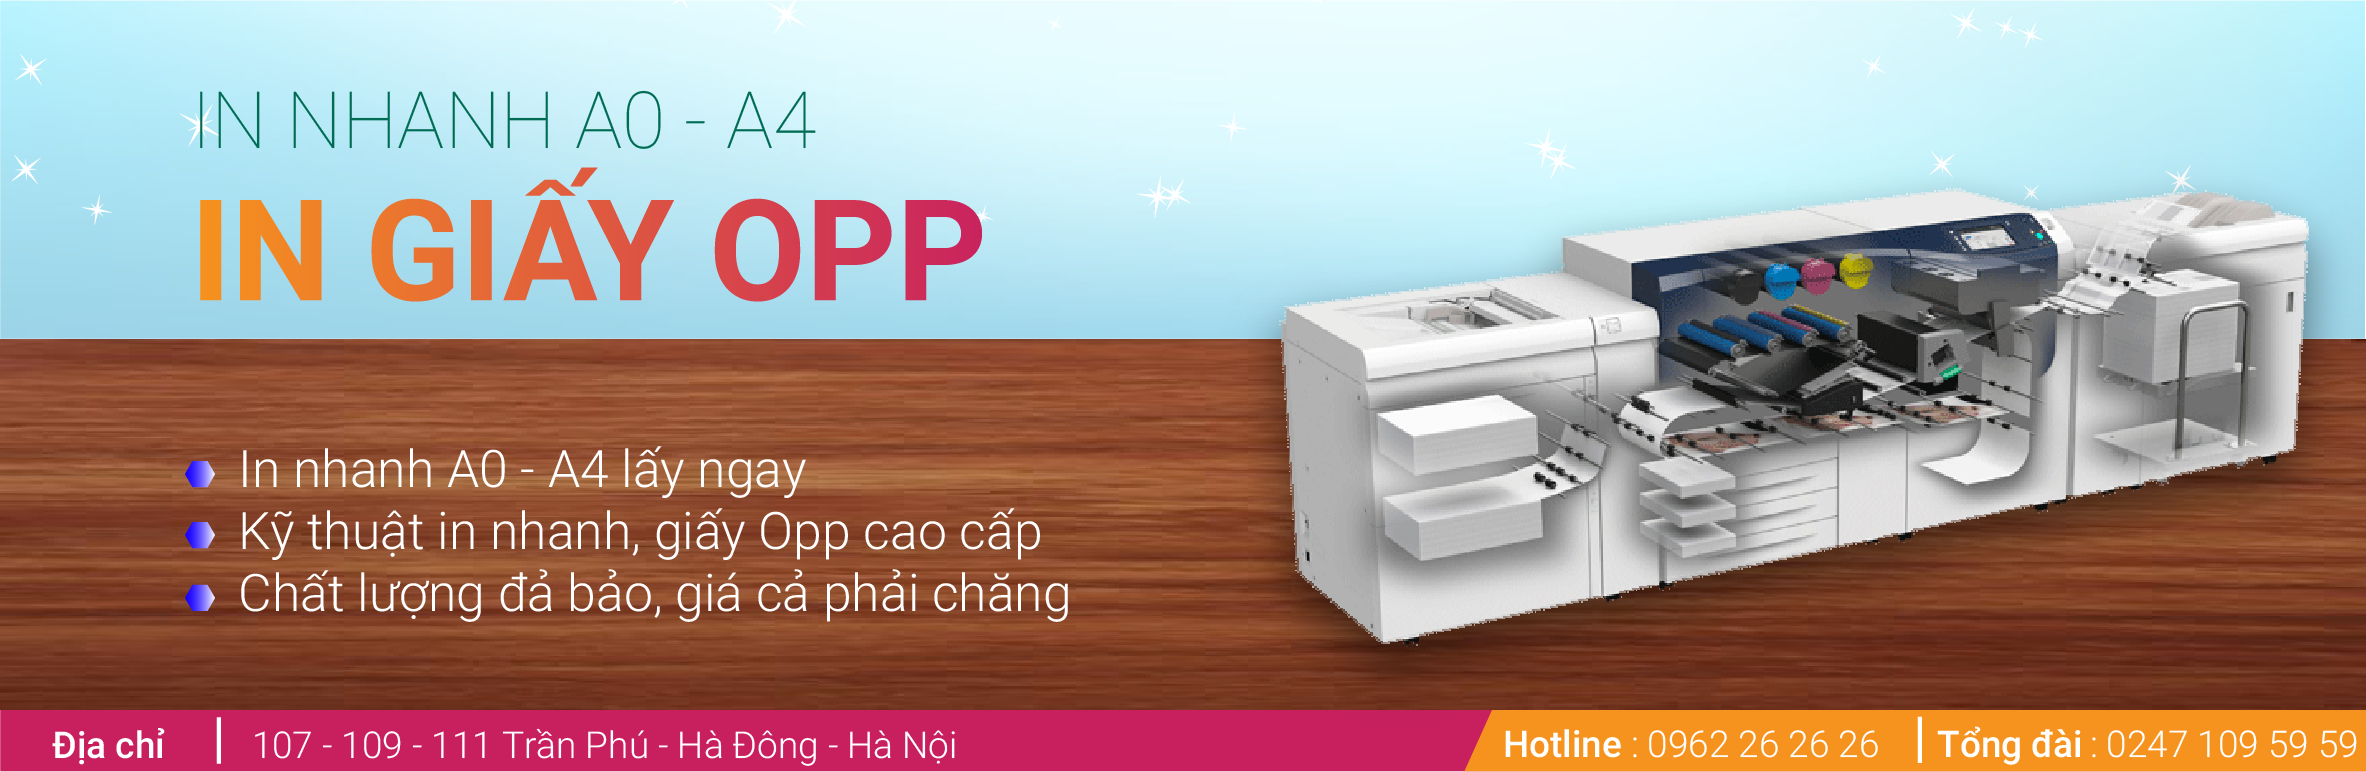 IN NHANH A0 - A4
IN GIẤY OPP
In nhanh A0 - A4 lấy ngay
Kỹ thuật in nhanh, giấy Opp cao cấp
Chất lượng đả bảo, giá cả phải chăng
Địa chỉ | 107 - 109 - 111 Trần Phú - Hà Đông - Hà Nội
Hotline : 0962 26 26 26 | Tổng đài : 0247 109 59 59